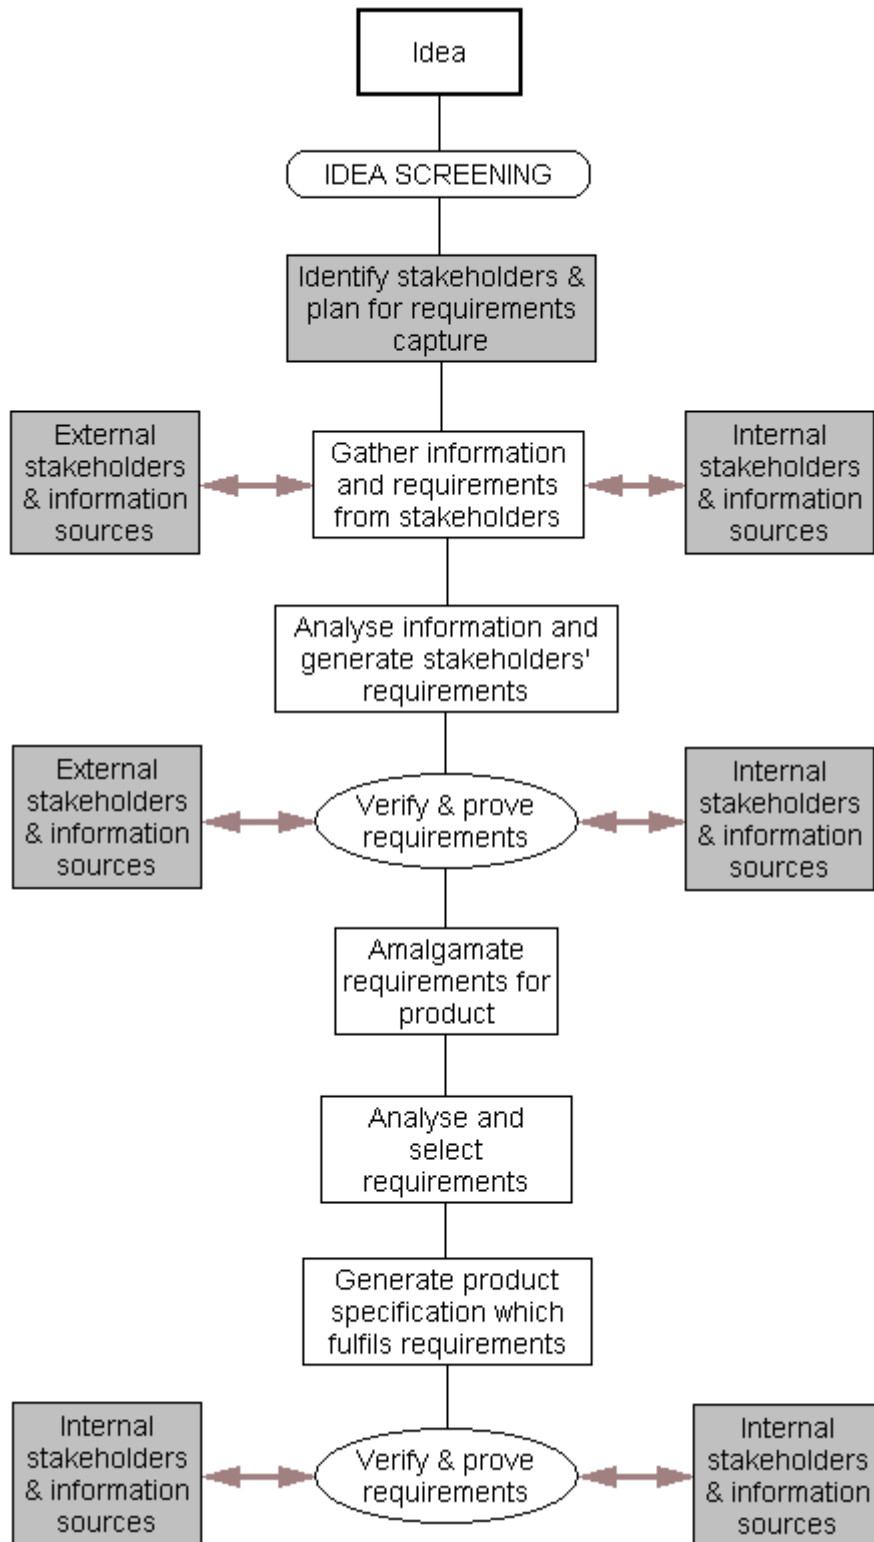 Idea
IDEA SCREENING
Identify stakeholders &
plan for requirements
capture
External
stakeholders
& information
sources
Gather information
and requirements
from stakeholders
Internal
stakeholders
& information
sources
Analyse information and
generate stakeholders'
requirements
External
stakeholders
& information
sources
Verify & prove
requirements
Internal
stakeholders
& information
sources
Amalgamate
requirements for
product
Analyse and
select
requirements
Generate product
specification which
fulfils requirements
Internal
stakeholders
& information
sources
Verify & prove
requirements
Internal
stakeholders
& information
sources